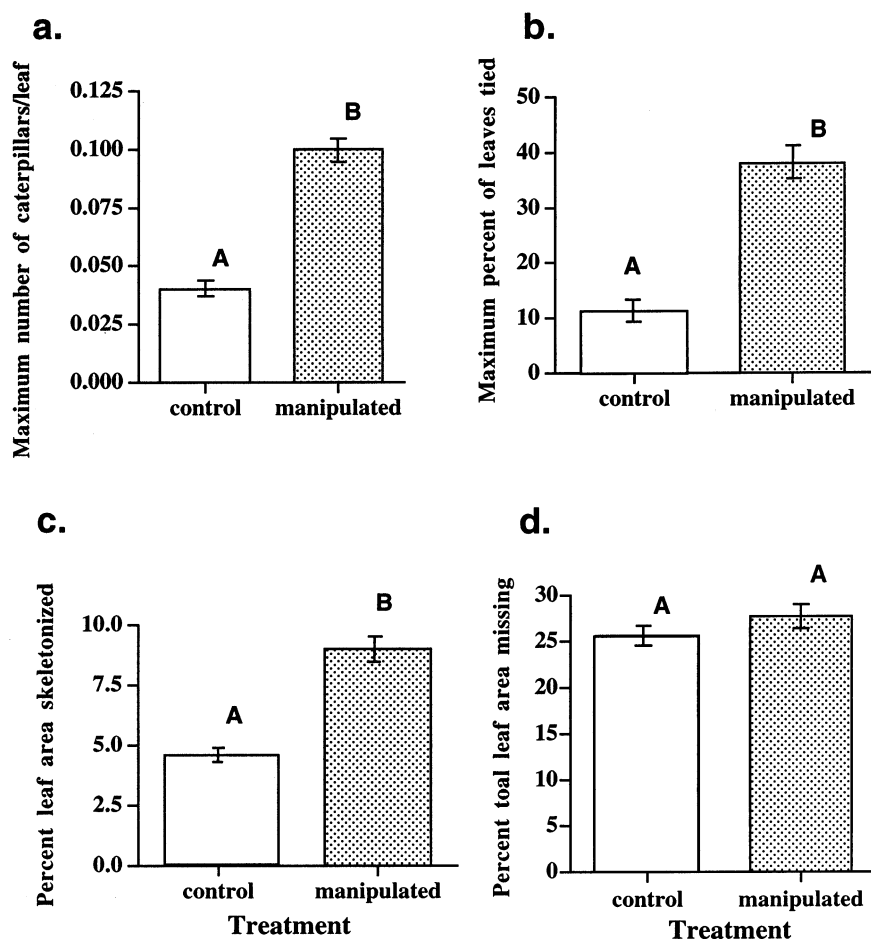 a.
Maximum number of caterpillars/leaf
0.125
0.100
0.075
0.050
0.025
0.000
A
B
control
manipulated
b.
Maximum percent of leaves tied
50
40
30
20
10
0
A
B
control
manipulated
c.
Percent leaf area skeletonized
10.0
7.5
5.0
2.5
0.0
A
B
control
manipulated
Treatment
d.
Percent toal leaf area missing
30
25
20
15
10
5
0
A
A
control
manipulated
Treatment